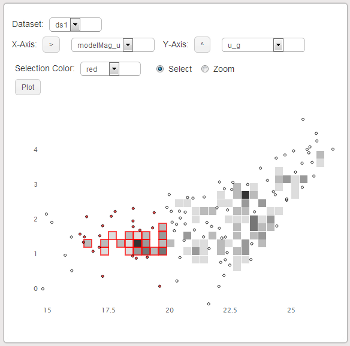 Dataset: ds1
X-Axis: > modelMag_u Y-Axis: ^ u_g
Selection Color: red Select Zoom
Plot
4
3
2
1
0
15 17.5 20 22.5 25